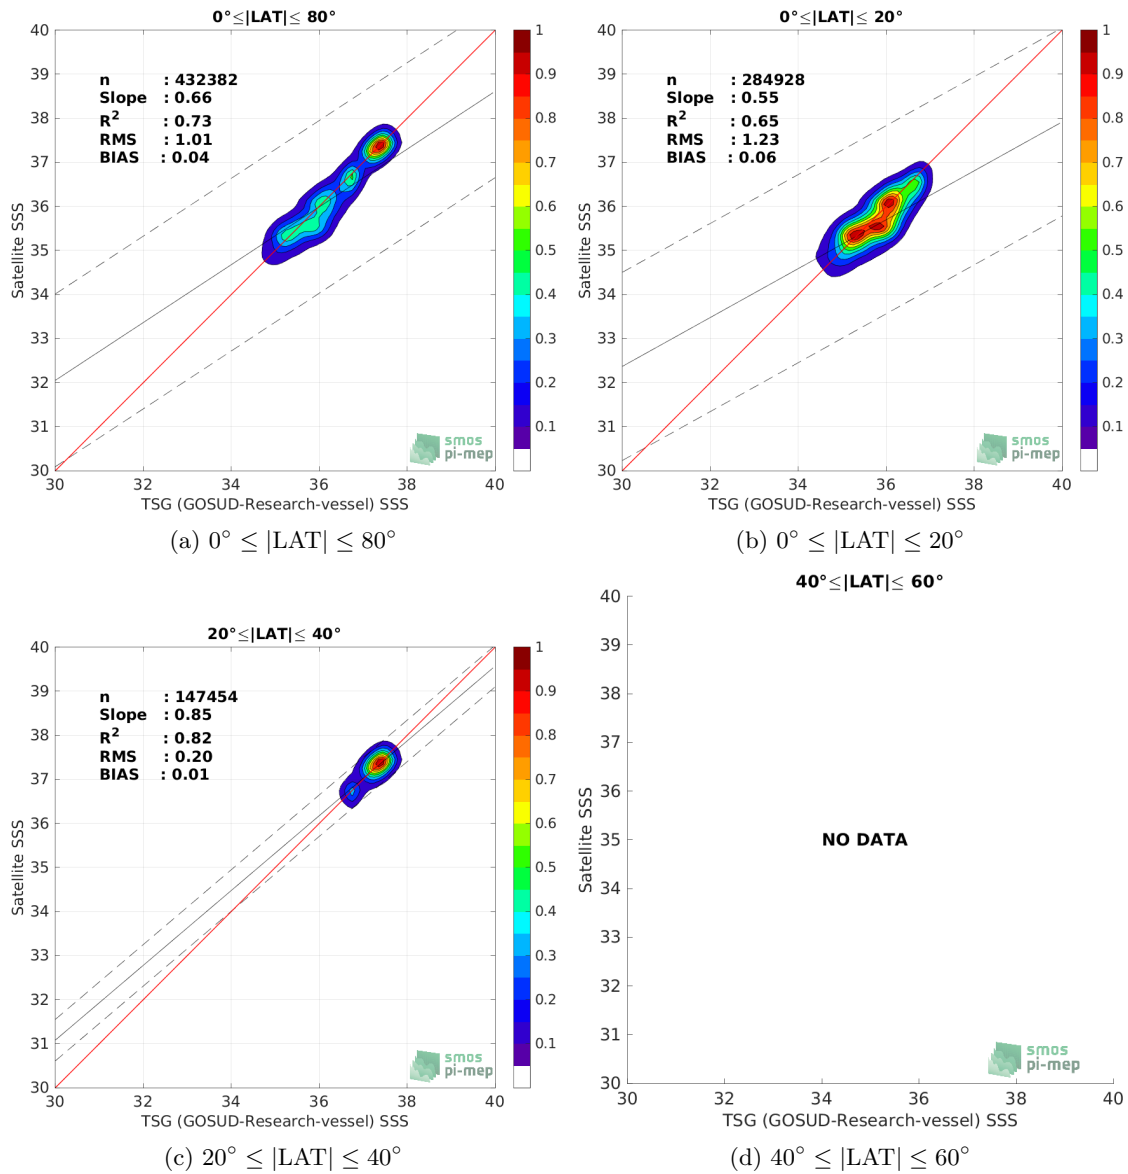 0°≤|LAT|≤ 80°
40
39
38
37
36
35
34
33
32
31
30
Satellite SSS
n : 432382
Slope : 0.66
R2 : 0.73
RMS : 1.01
BIAS : 0.04
1
0.9
0.8
0.7
0.6
0.5
0.4
0.3
0.2
0.1
smos
pi-mep
30 32 34 36 38 40
TSG (GOSUD-Research-vessel) SSS
(a) 0° ≤ |LAT| ≤ 80°
0°≤|LAT|≤ 20°
40
39
38
37
36
35
34
33
32
31
30
Satellite SSS
n : 284928
Slope : 0.55
R2 : 0.65
RMS : 1.23
BIAS : 0.06
1
0.9
0.8
0.7
0.6
0.5
0.4
0.3
0.2
0.1
smos
pi-mep
30 32 34 36 38 40
TSG (GOSUD-Research-vessel) SSS
(b) 0° ≤ |LAT| ≤ 20°
20°≤|LAT|≤ 40°
40
39
38
37
36
35
34
33
32
31
30
Satellite SSS
n : 147454
Slope : 0.85
R2 : 0.82
RMS : 0.20
BIAS : 0.01
1
0.9
0.8
0.7
0.6
0.5
0.4
0.3
0.2
0.1
smos
pi-mep
30 32 34 36 38 40
TSG (GOSUD-Research-vessel) SSS
(c) 20° ≤ |LAT| ≤ 40°
40°≤|LAT|≤ 60°
40
39
38
37
36
35
34
33
32
31
30
Satellite SSS
NO DATA
smos
pi-mep
30 32 34 36 38 40
TSG (GOSUD-Research-vessel) SSS
(d) 40° ≤ |LAT| ≤ 60°